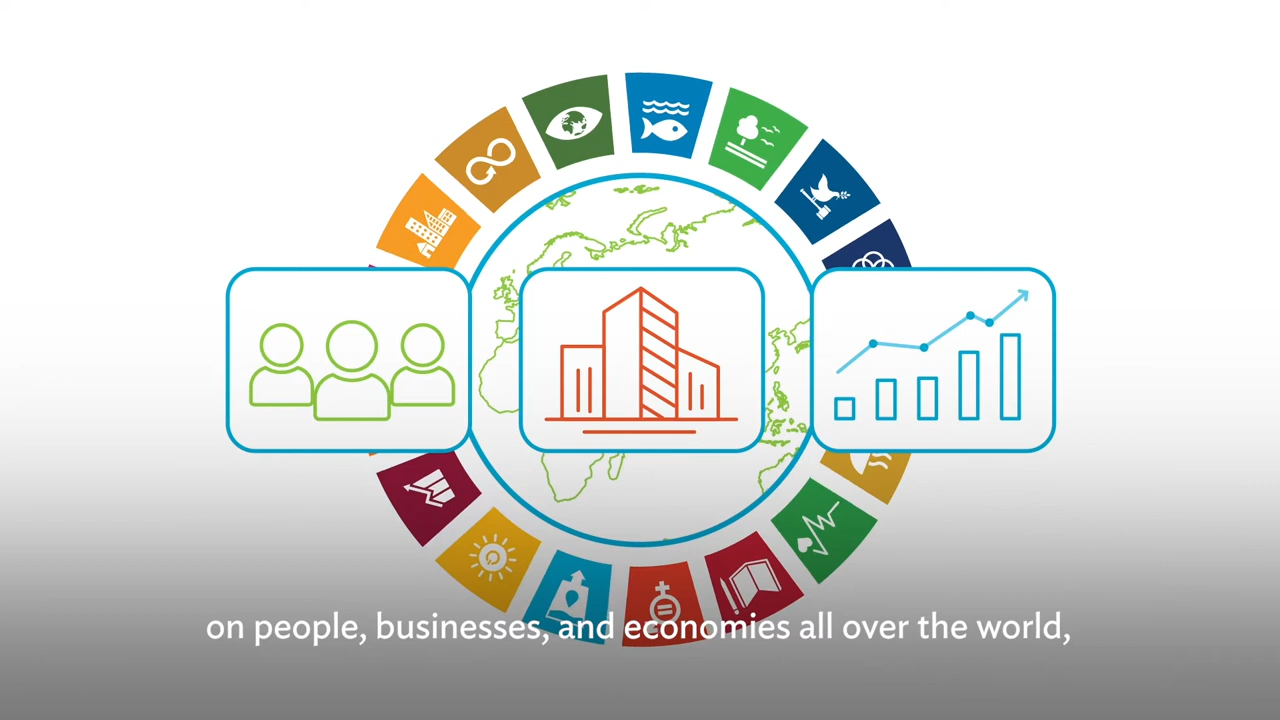 on people, businesses, and economies all over the world,